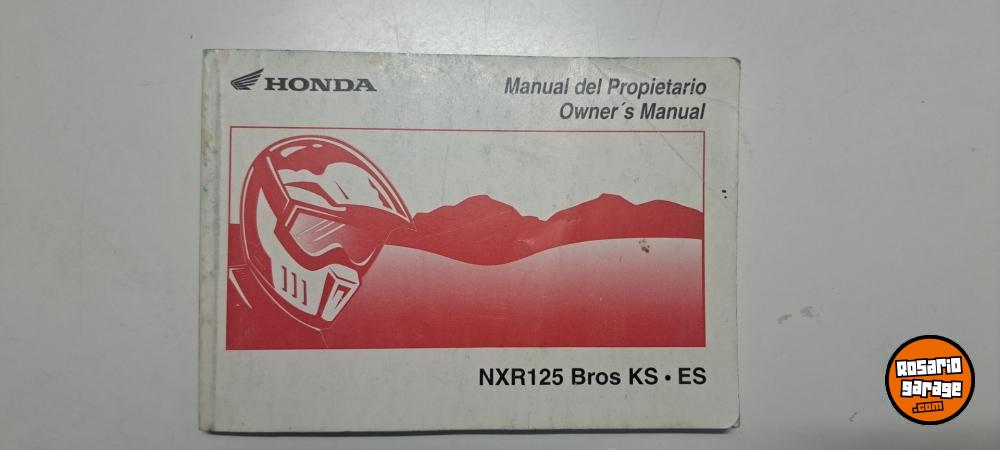 HONDA
Manual del Propietario
Owner´s Manual
NXR125 Bros KS • ES
Rosario
garage
.com